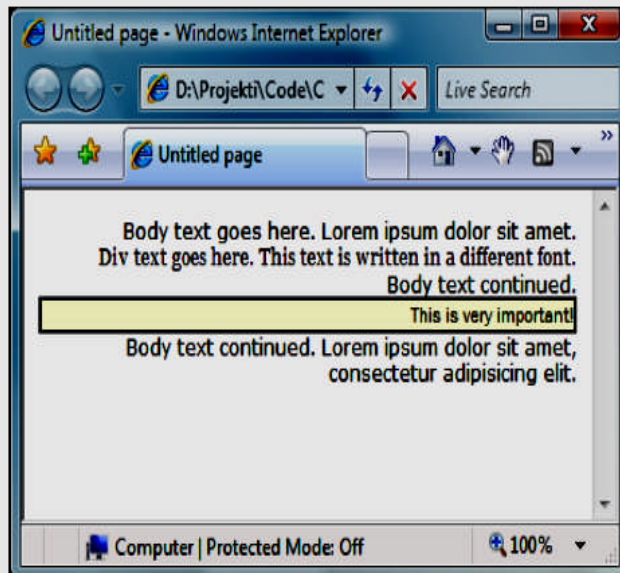 Untitled page - Windows Internet Explorer
D:\Projekti\Code\C
Live Search
Untitled page
»
Body text goes here. Lorem ipsum dolor sit amet.
Div text goes here. This text is written in a different font.
Body text continued.
This is very important!
Body text continued. Lorem ipsum dolor sit amet,
consectetur adipisicing elit.
Computer | Protected Mode: Off
100%